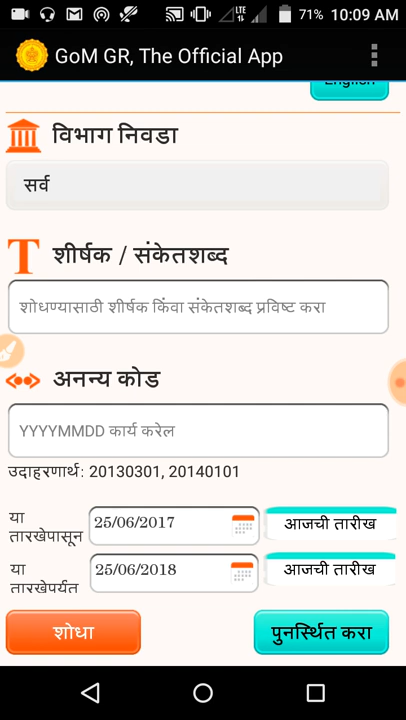 71% 10:09 AM
LTE
GoM GR, The Official App
English
विभाग निवडा
सर्व
T शीर्षक / संकेतशब्द
शोधण्यासाठी शीर्षक किंवा संकेतशब्द प्रविष्ट करा
अनन्य कोड
YYYYMMDD कार्य करेल
उदाहरणार्थ: 20130301, 20140101
या तारखेपासून 25/06/2017 आजची तारीख
या तारखेपर्यंत 25/06/2018 आजची तारीख
शोधा पुनर्स्थित करा